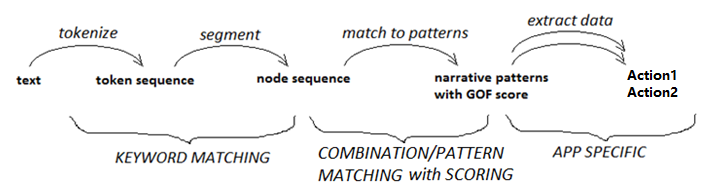 tokenize
segment
match to patterns
extract data
text
token sequence
node sequence
narrative patterns
with GOF score
Action1
Action2
KEYWORD MATCHING
COMBINATION/PATTERN
MATCHING with SCORING
APP SPECIFIC